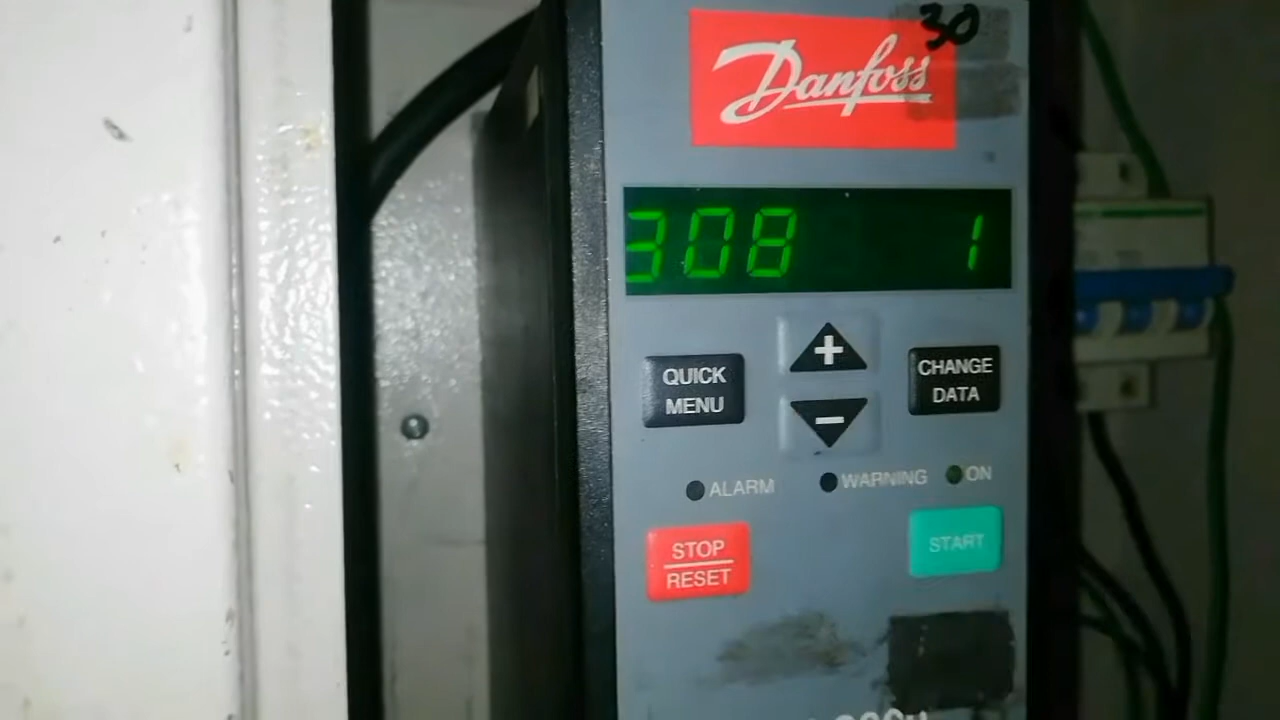 30
Danfoss
308 1
QUICK
MENU
+
CHANGE
DATA
-
ALARM
WARNING
ON
STOP
RESET
START